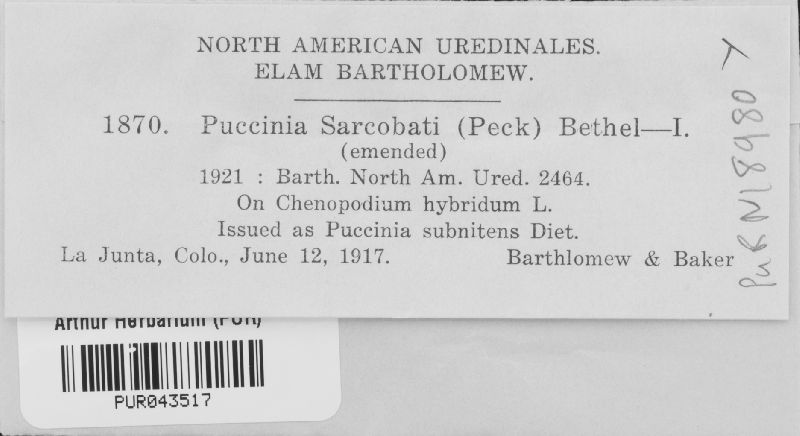 NORTH AMERICAN UREDINALES.
ELAM BARTHOLOMEW.
1870. Puccinia Sarcobati (Peck) Bethel—I.
(emended)
1921 : Barth. North Am. Ured. 2464.
On Chenopodium hybridum L.
Issued as Puccinia subnitens Diet.
La Junta, Colo., June 12, 1917. Barthlomew & Baker
PUR N18980 T
Arthur Herbarium (PUR)
PUR043517